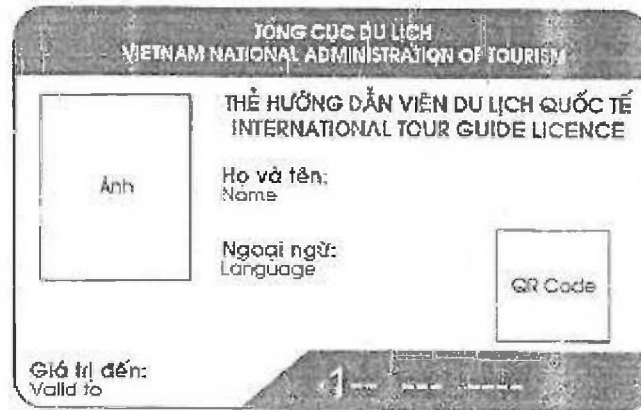 TỔNG CỤC DU LỊCH
VIETNAM NATIONAL ADMINISTRATION OF TOURISM
THẺ HƯỚNG DẪN VIÊN DU LỊCH QUỐC TẾ
INTERNATIONAL TOUR GUIDE LICENCE
Ảnh
Họ và tên:
Name
Ngoại ngữ:
Language
QR Code
Giá trị đến:
Valid to
1